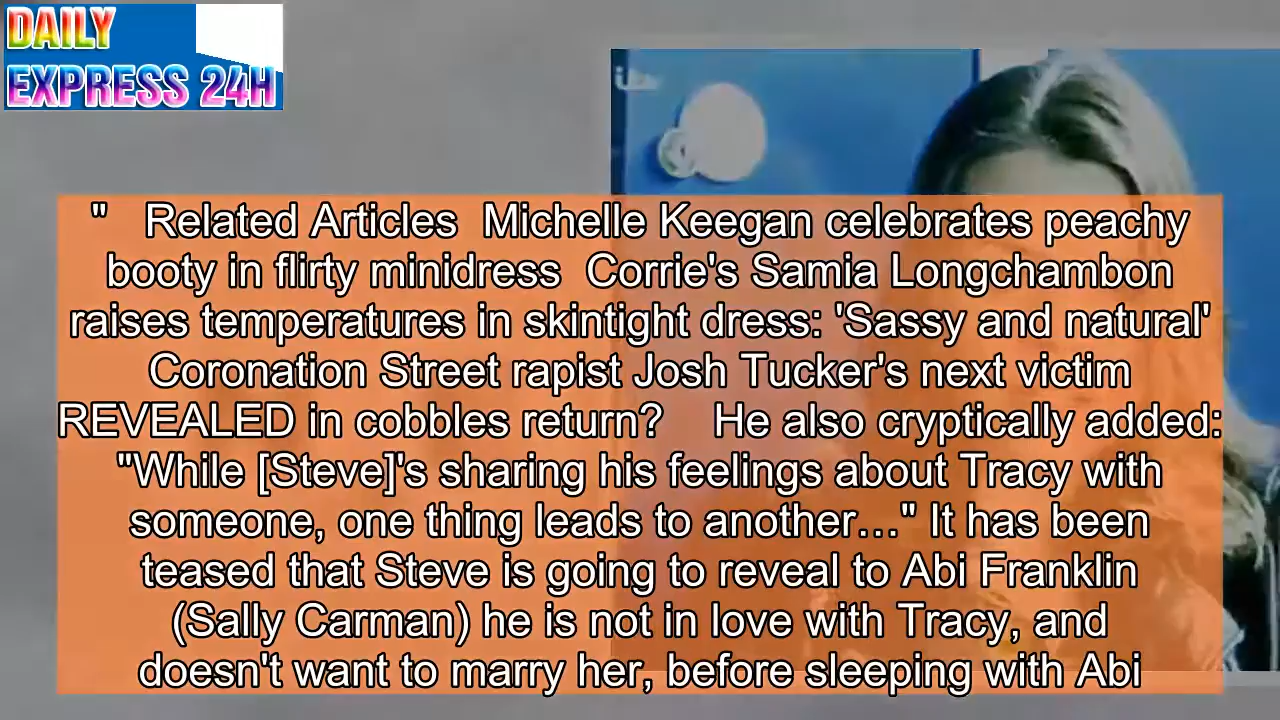 DAILY
EXPRESS 24H
itv
"   Related Articles  Michelle Keegan celebrates peachy
booty in flirty minidress  Corrie's Samia Longchambon
raises temperatures in skintight dress: 'Sassy and natural'
Coronation Street rapist Josh Tucker's next victim
REVEALED in cobbles return?    He also cryptically added:
"While [Steve]'s sharing his feelings about Tracy with
someone, one thing leads to another…" It has been
teased that Steve is going to reveal to Abi Franklin
(Sally Carman) he is not in love with Tracy, and
doesn't want to marry her, before sleeping with Abi